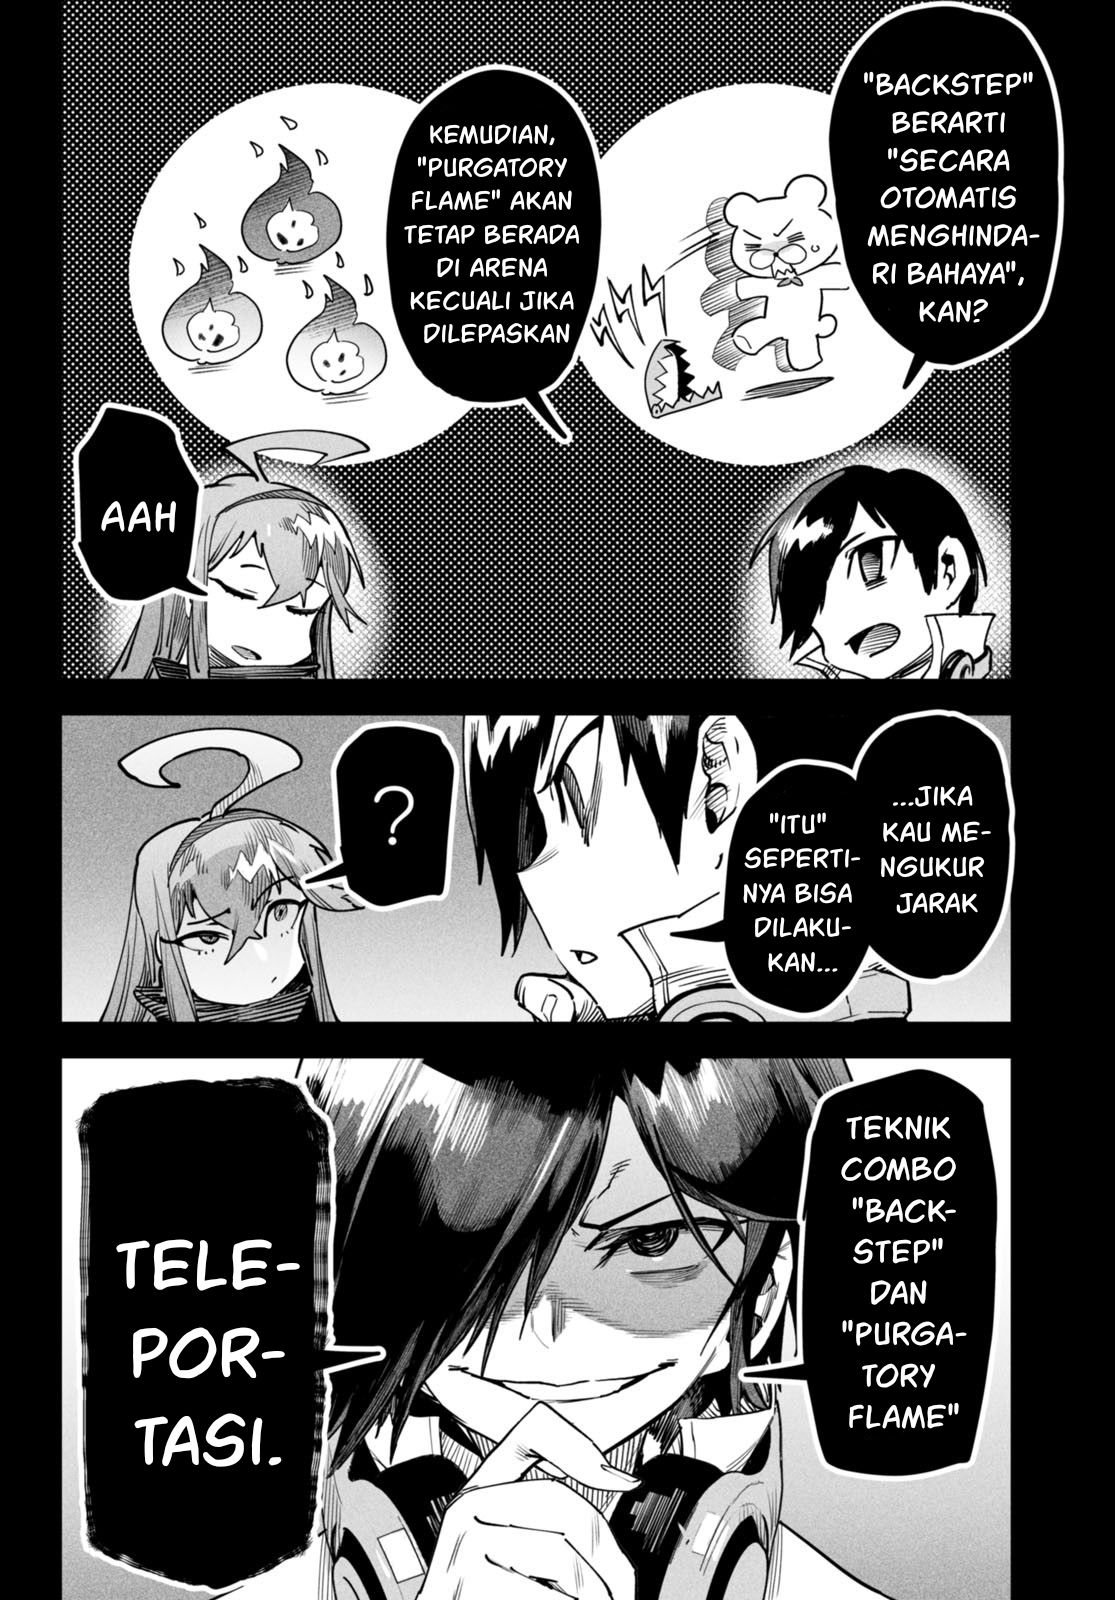 "BACKSTEP"
BERARTI
"SECARA
OTOMATIS
MENGHINDA-
RI BAHAYA",
KAN?
KEMUDIAN,
"PURGATORY
FLAME" AKAN
TETAP BERADA
DI ARENA
KECUALI JIKA
DILEPASKAN
AAH
...JIKA
KAU ME-
NGUKUR
JARAK
"ITU"
SEPERTI-
NYA BISA
DILAKU-
KAN...
?
TEKNIK
COMBO
"BACK-
STEP"
DAN
"PURGA-
TORY
FLAME"
TELE-
POR-
TASI.